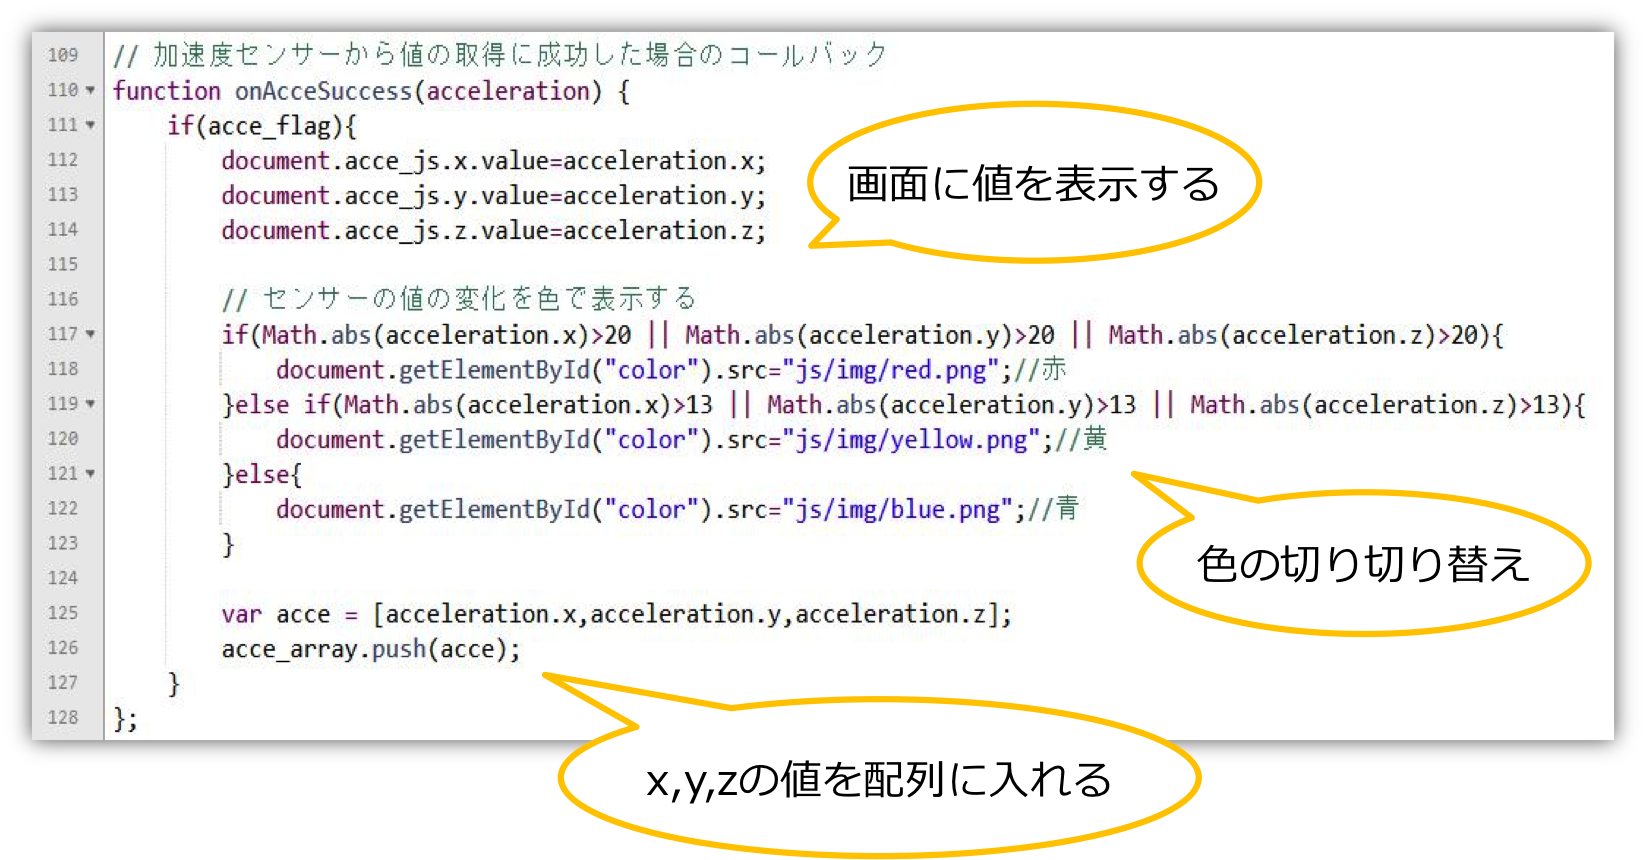 109 // 加速度センサーから値の取得に成功した場合のコールバック
110 function onAcceSuccess(acceleration) {
111 if(acce_flag){
112 document.acce_js.x.value=acceleration.x;
113 document.acce_js.y.value=acceleration.y;
114 document.acce_js.z.value=acceleration.z;
画面に値を表示する
115
116 // センサーの値の変化を色で表示する
117 if(Math.abs(acceleration.x)>20 || Math.abs(acceleration.y)>20 || Math.abs(acceleration.z)>20){
118 document.getElementById("color").src="js/img/red.png";//赤
119 }else if(Math.abs(acceleration.x)>13 || Math.abs(acceleration.y)>13 || Math.abs(acceleration.z)>13){
120 document.getElementById("color").src="js/img/yellow.png";//黄
121 }else{
122 document.getElementById("color").src="js/img/blue.png";//青
123 }
色の切り切り替え
124
125 var acce = [acceleration.x,acceleration.y,acceleration.z];
126 acce_array.push(acce);
127 }
128 };
x,y,zの値を配列に入れる